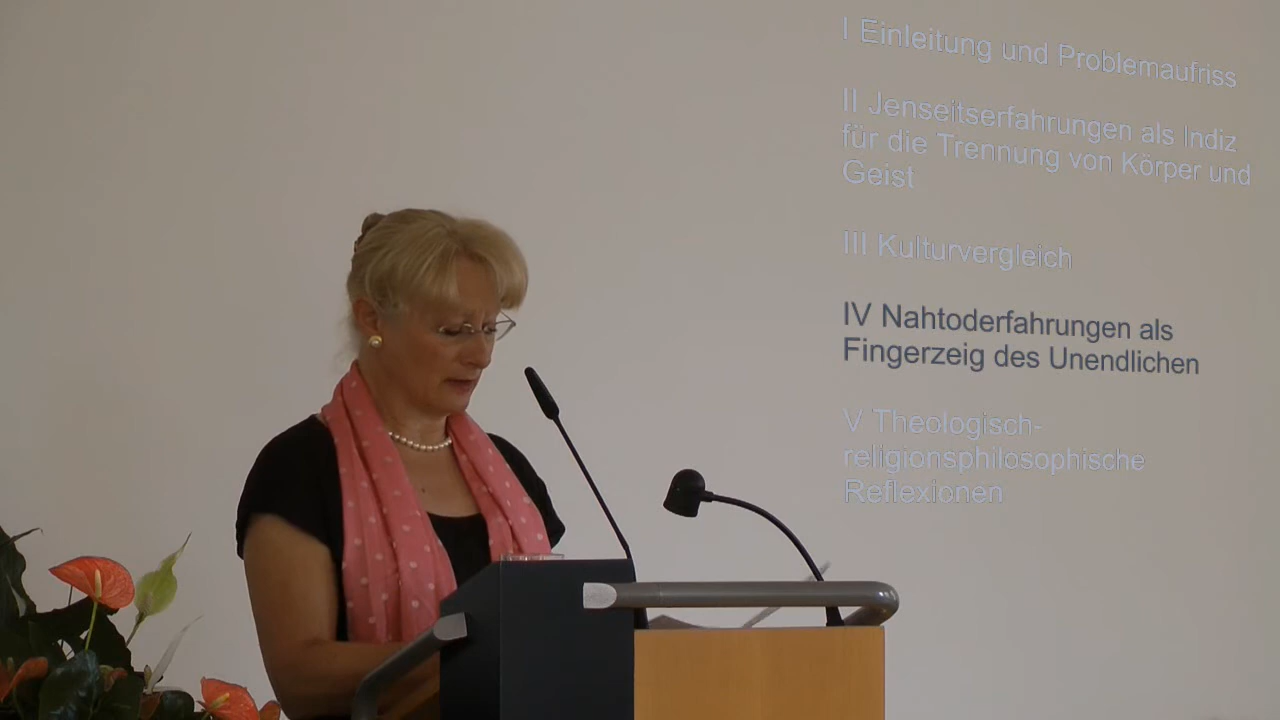 I Einleitung und Problemaufriss
II Jenseitserfahrungen als Indiz
für die Trennung von Körper und
Geist
III Kulturvergleich
IV Nahtoderfahrungen als
Fingerzeig des Unendlichen
V Theologisch-
religionsphilosophische
Reflexionen